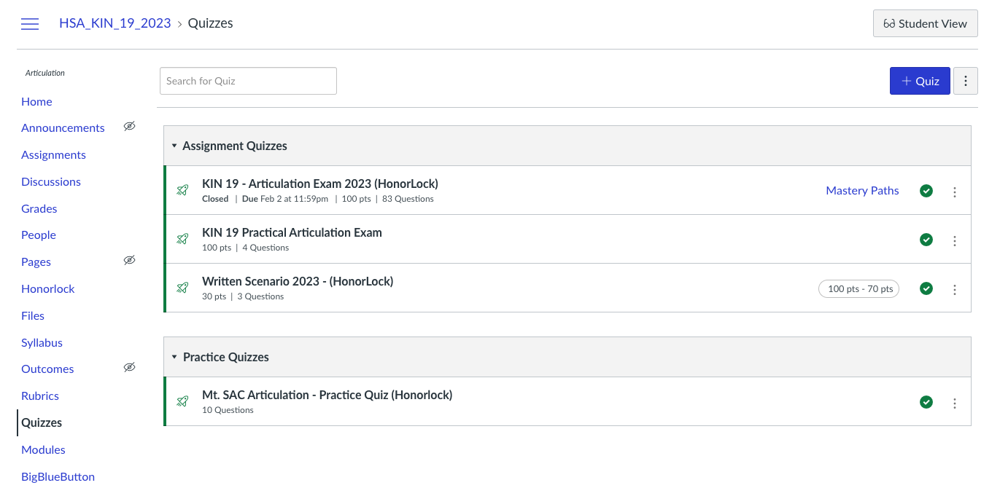 HSA_KIN_19_2023 › Quizzes
Student View
Articulation
Home
Announcements
Assignments
Discussions
Grades
People
Pages
Honorlock
Files
Syllabus
Outcomes
Rubrics
Quizzes
Modules
BigBlueButton
Search for Quiz
+ Quiz
Assignment Quizzes
KIN 19 - Articulation Exam 2023 (HonorLock)
Closed | Due Feb 2 at 11:59pm | 100 pts | 83 Questions
Mastery Paths
KIN 19 Practical Articulation Exam
100 pts | 4 Questions
Written Scenario 2023 - (HonorLock)
30 pts | 3 Questions
100 pts - 70 pts
Practice Quizzes
Mt. SAC Articulation - Practice Quiz (Honorlock)
10 Questions